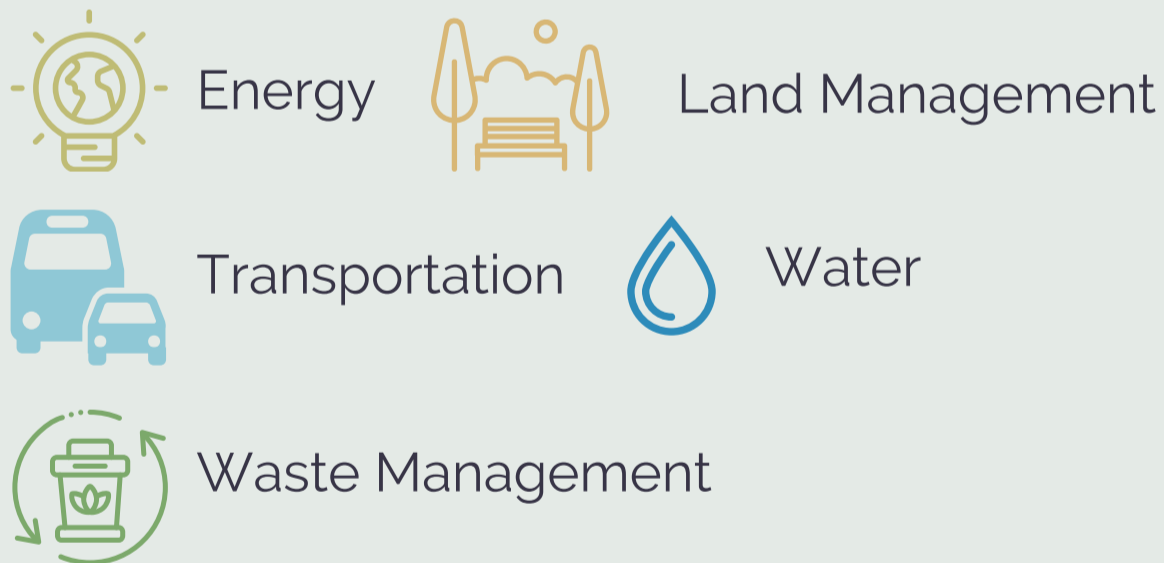 Energy
Land Management
Transportation
Water
Waste Management